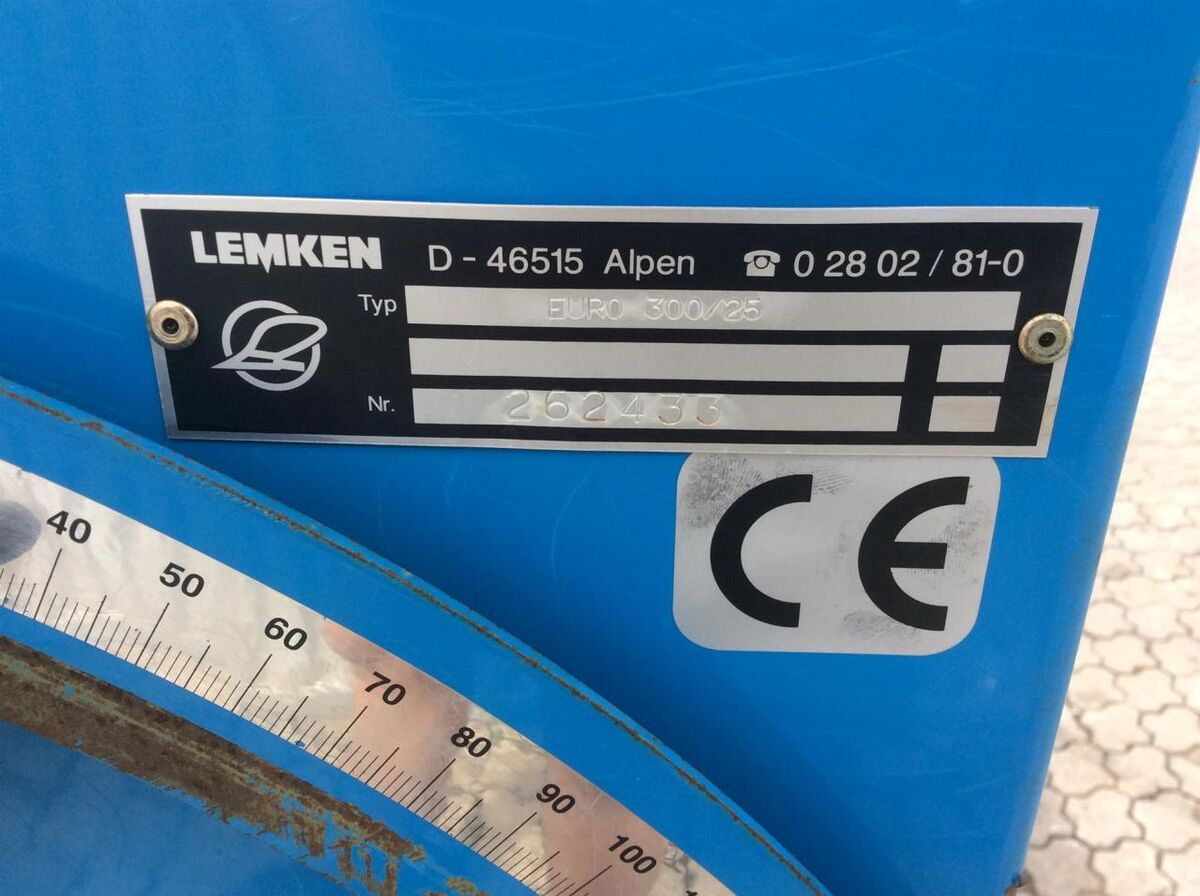 LEMKEN D - 46515 Alpen ☎ 0 28 02 / 81-0
Typ EURO 300/25
Nr. 262433
CE
40 50 60 70 80 90 100